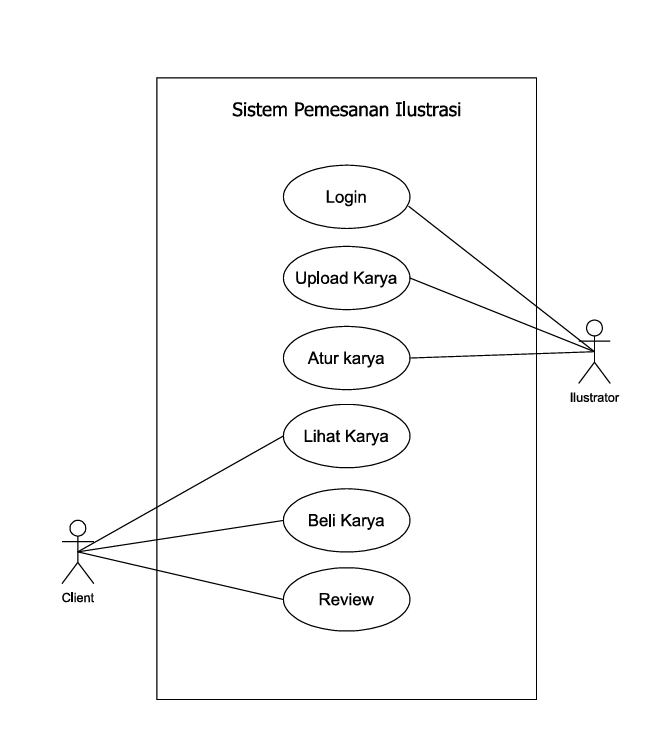 Sistem Pemesanan Ilustrasi
Login
Upload Karya
Atur karya
Ilustrator
Lihat Karya
Beli Karya
Client
Review